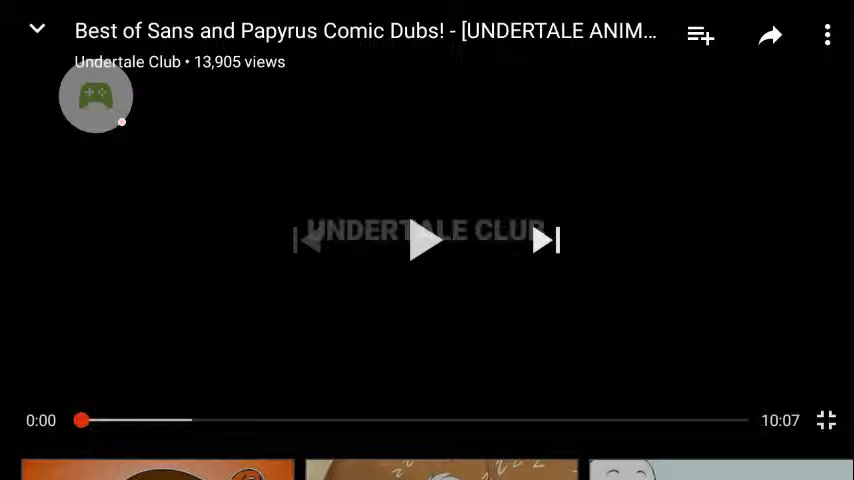 Best of Sans and Papyrus Comic Dubs! - [UNDERTALE ANIM...
Undertale Club • 13,905 views
UNDERTALE CLUB
0:00
10:07